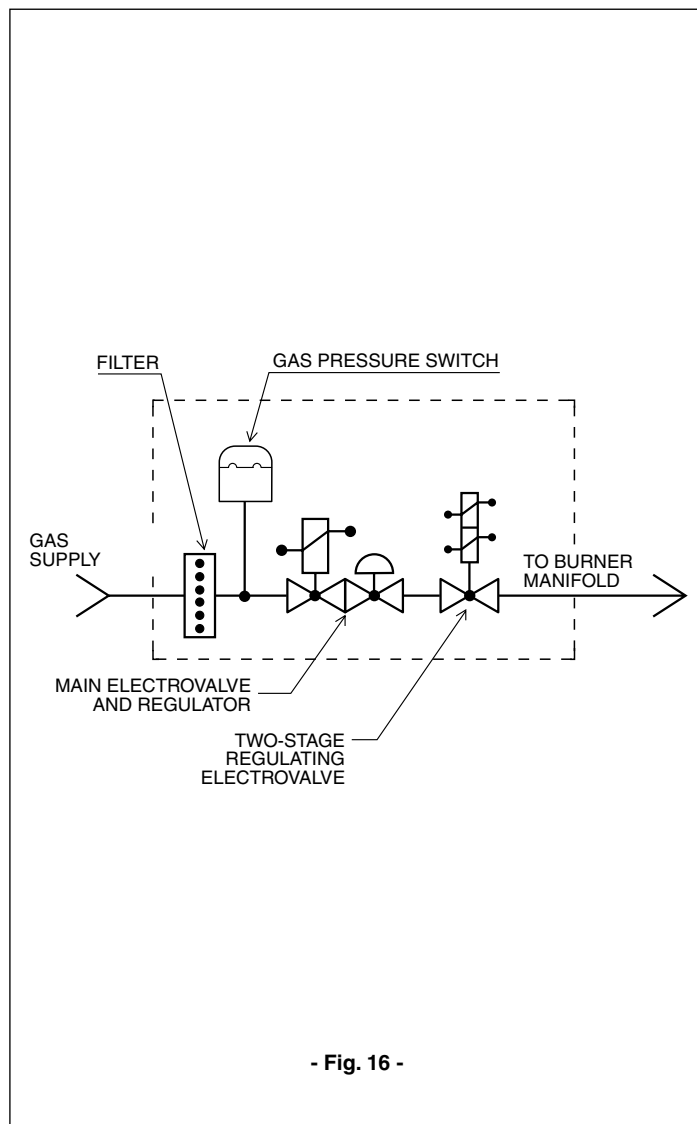 FILTER
GAS PRESSURE SWITCH
GAS
SUPPLY
TO BURNER
MANIFOLD
MAIN ELECTROVALVE
AND REGULATOR
TWO-STAGE
REGULATING
ELECTROVALVE
- Fig. 16 -